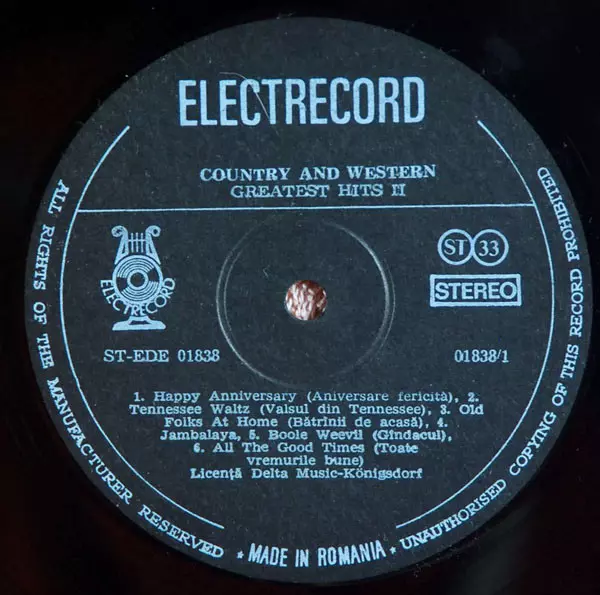 ELECTRECORD
COUNTRY AND WESTERN
GREATEST HITS II
ELECTRECORD
ST 33
STEREO
ST-EDE 01838
01838/1
1. Happy Anniversary (Aniversare fericită), 2.
Tennessee Waltz (Valsul din Tennessee), 3. Old
Folks At Home (Bătrînii de acasă), 4.
Jambalaya, 5. Boole Weevil (Gîndacul),
6. All The Good Times (Toate
vremurile bune)
Licență Delta Music-Königsdorf
ALL RIGHTS OF THE MANUFACTURER RESERVED * MADE IN ROMANIA * UNAUTHORISED COPYING OF THIS RECORD PROHIBITED